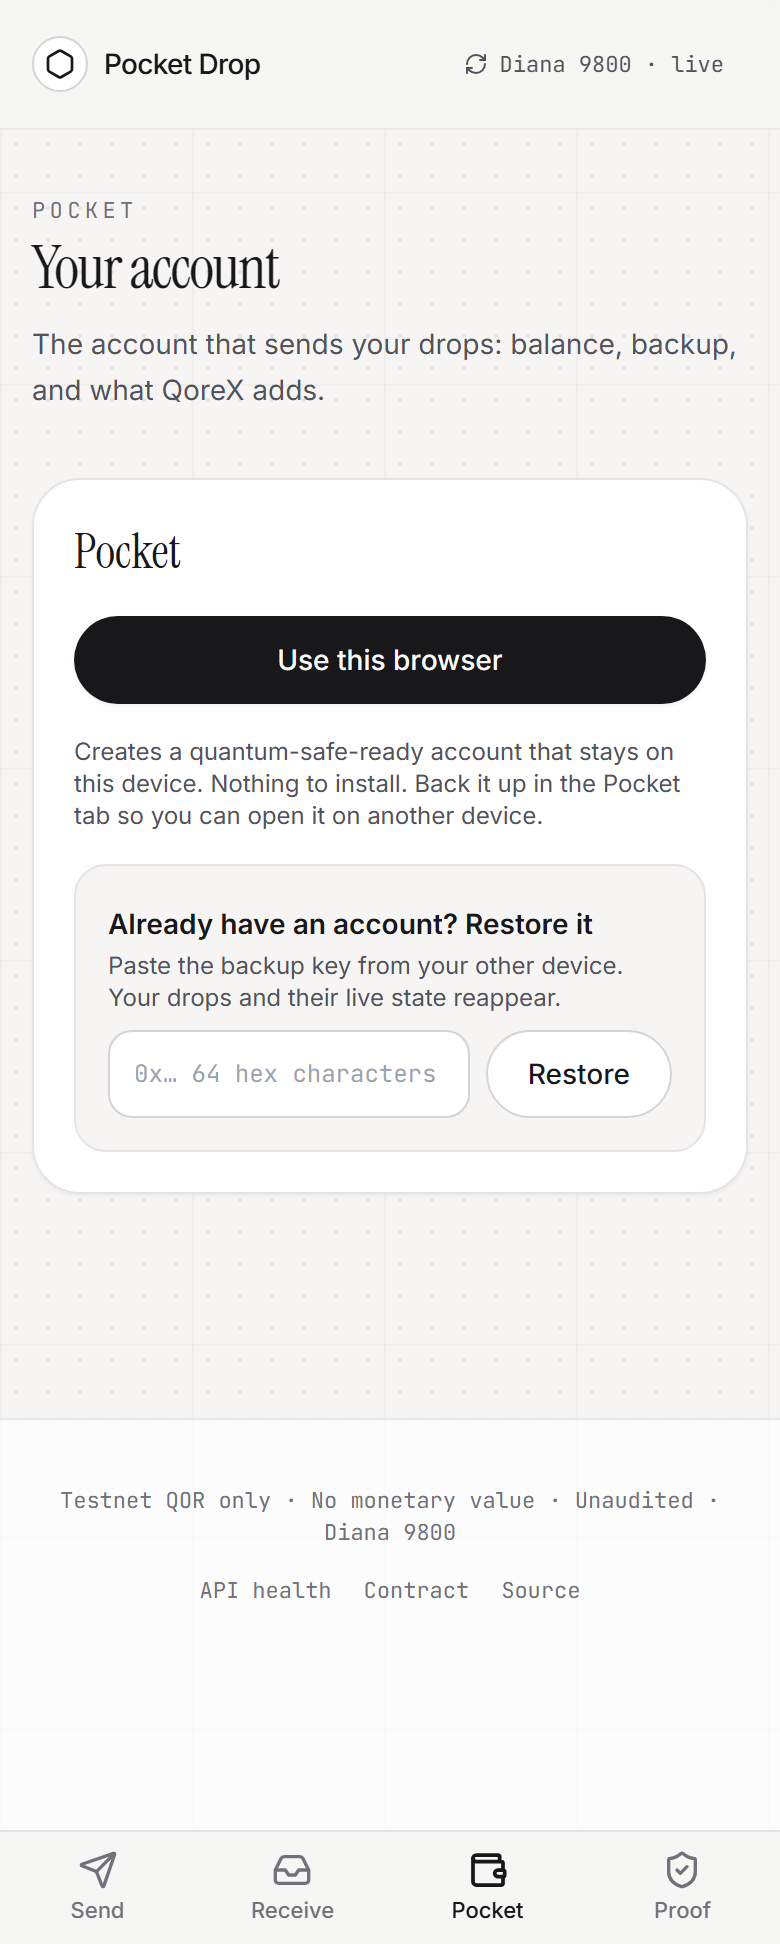 Pocket Drop
Diana 9800 · live
POCKET
Your account
The account that sends your drops: balance, backup,
and what QoreX adds.
Pocket
Use this browser
Creates a quantum-safe-ready account that stays on
this device. Nothing to install. Back it up in the Pocket
tab so you can open it on another device.
Already have an account? Restore it
Paste the backup key from your other device.
Your drops and their live state reappear.
0x… 64 hex characters
Restore
Testnet QOR only · No monetary value · Unaudited ·
Diana 9800
API health Contract Source
Send Receive Pocket Proof